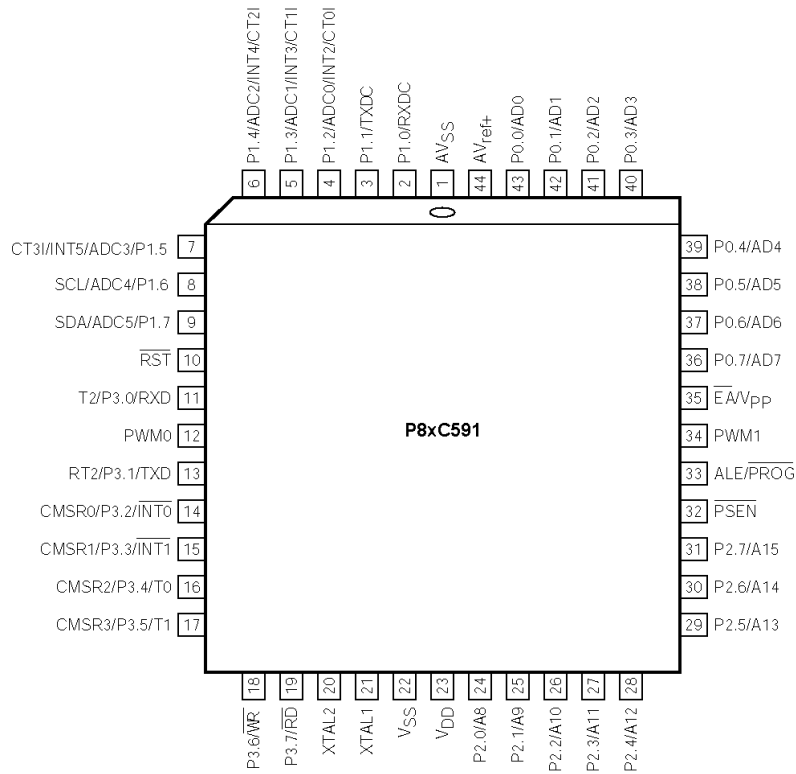 P1.4/ADC2/INT4/CT2I
P1.3/ADC1/INT3/CT1I
P1.2/ADC0/INT2/CT0I
P1.1/TXDC
P1.0/RXDC
AVSS
AVref+
P0.0/AD0
P0.1/AD1
P0.2/AD2
P0.3/AD3
6
5
4
3
2
1
44
43
42
41
40
CT3I/INT5/ADC3/P1.5 7
39 P0.4/AD4
SCL/ADC4/P1.6 8
38 P0.5/AD5
SDA/ADC5/P1.7 9
37 P0.6/AD6
RST 10
36 P0.7/AD7
T2/P3.0/RXD 11
35 EA/VPP
PWM0 12
P8xC591
34 PWM1
RT2/P3.1/TXD 13
33 ALE/PROG
CMSR0/P3.2/INT0 14
32 PSEN
CMSR1/P3.3/INT1 15
31 P2.7/A15
CMSR2/P3.4/T0 16
30 P2.6/A14
CMSR3/P3.5/T1 17
29 P2.5/A13
18
19
20
21
22
23
24
25
26
27
28
P3.6/WR
P3.7/RD
XTAL2
XTAL1
VSS
VDD
P2.0/A8
P2.1/A9
P2.2/A10
P2.3/A11
P2.4/A12